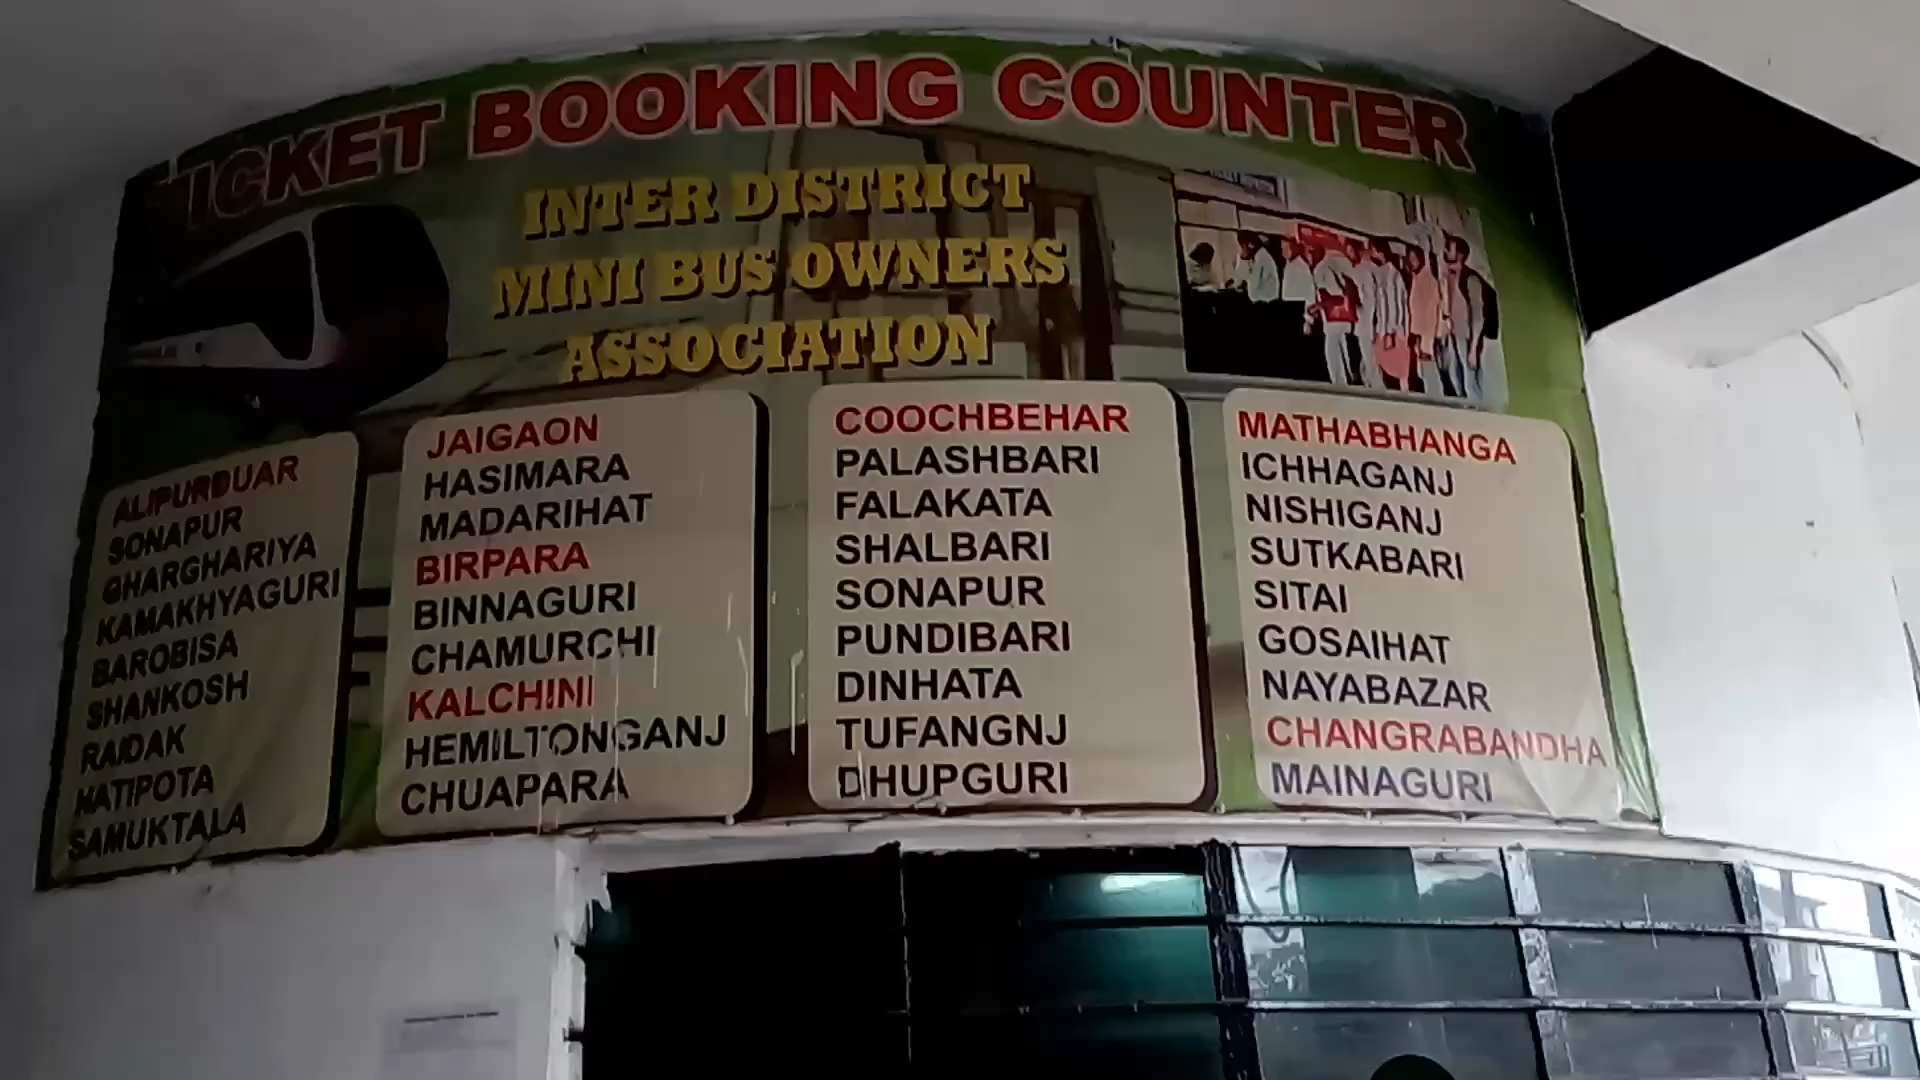 TICKET BOOKING COUNTER
INTER DISTRICT
MINI BUS OWNERS
ASSOCIATION
ALIPURDUAR
SONAPUR
GHARGHARIYA
KAMAKHYAGURI
BAROBISA
SHANKOSH
RAIDAK
HATIPOTA
SAMUKTALA
JAIGAON
HASIMARA
MADARIHAT
BIRPARA
BINNAGURI
CHAMURCHI
KALCHINI
HEMILTONGANJ
CHUAPARA
COOCHBEHAR
PALASHBARI
FALAKATA
SHALBARI
SONAPUR
PUNDIBARI
DINHATA
TUFANGNJ
DHUPGURI
MATHABHANGA
ICHHAGANJ
NISHIGANJ
SUTKABARI
SITAI
GOSAIHAT
NAYABAZAR
CHANGRABANDHA
MAINAGURI